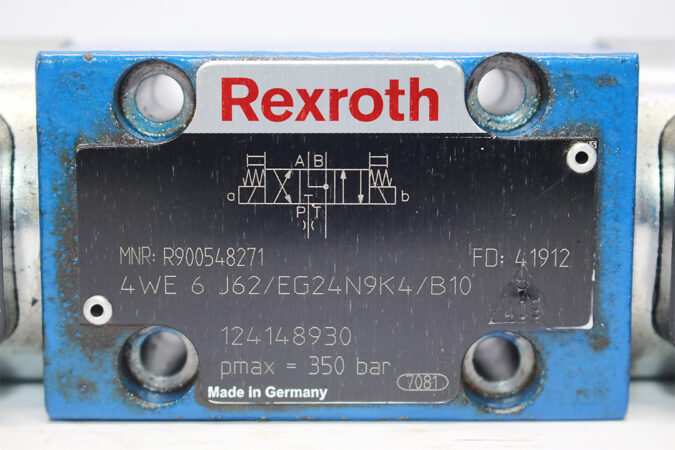 Rexroth
A B
a b
P T
MNR: R900548271 FD: 41912
4WE 6 J62/EG24N9K4/B10
124148930
pmax = 350 bar
7081
Made in Germany